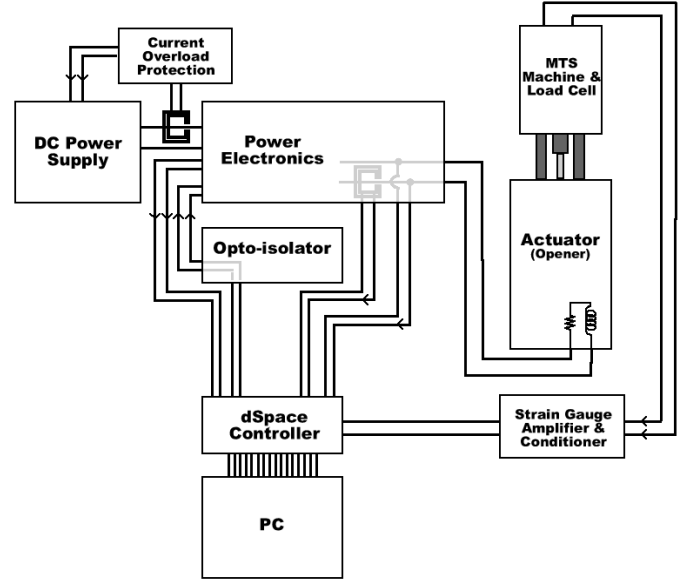 Current
Overload
Protection
MTS
Machine &
Load Cell
DC Power
Supply
Power
Electronics
Actuator
(Opener)
Opto-isolator
dSpace
Controller
Strain Gauge
Amplifier &
Conditioner
PC